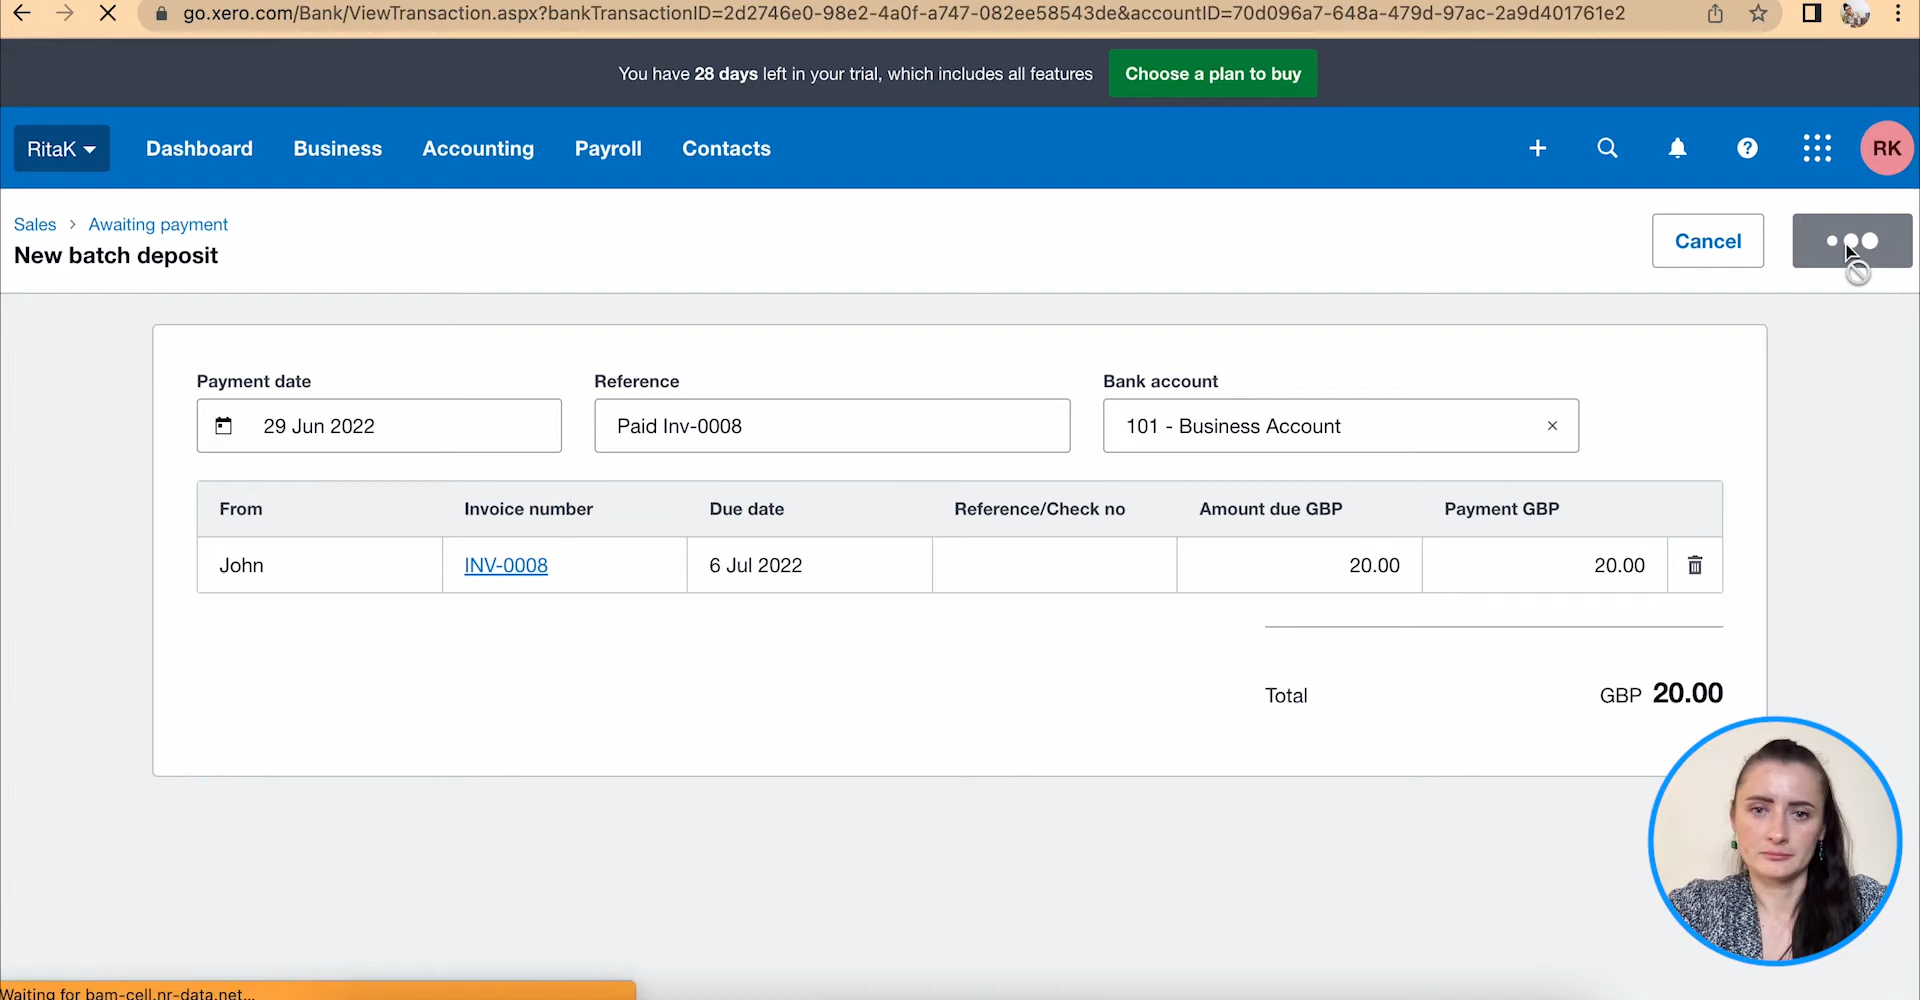 go.xero.com/Bank/ViewTransaction.aspx?bankTransactionID=2d2746e0-98e2-4a0f-a747-082ee58543de&accountID=70d096a7-648a-479d-97ac-2a9d401761e2
You have 28 days left in your trial, which includes all features
Choose a plan to buy
RitaK Dashboard Business Accounting Payroll Contacts RK
Sales > Awaiting payment
New batch deposit
Cancel
Payment date Reference Bank account
29 Jun 2022 Paid Inv-0008 101 - Business Account ×
From Invoice number Due date Reference/Check no Amount due GBP Payment GBP
John INV-0008 6 Jul 2022 20.00 20.00
Total GBP 20.00
Waiting for bam-cell.nr-data.net...